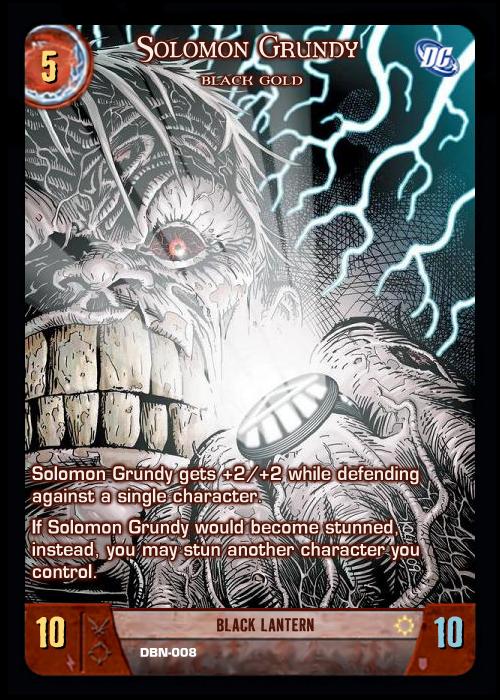 5
Solomon Grundy
DC
Black Gold
Solomon Grundy gets +2/+2 while defending
against a single character.
If Solomon Grundy would become stunned,
instead, you may stun another character you
control.
10
BLACK LANTERN
10
DBN-008